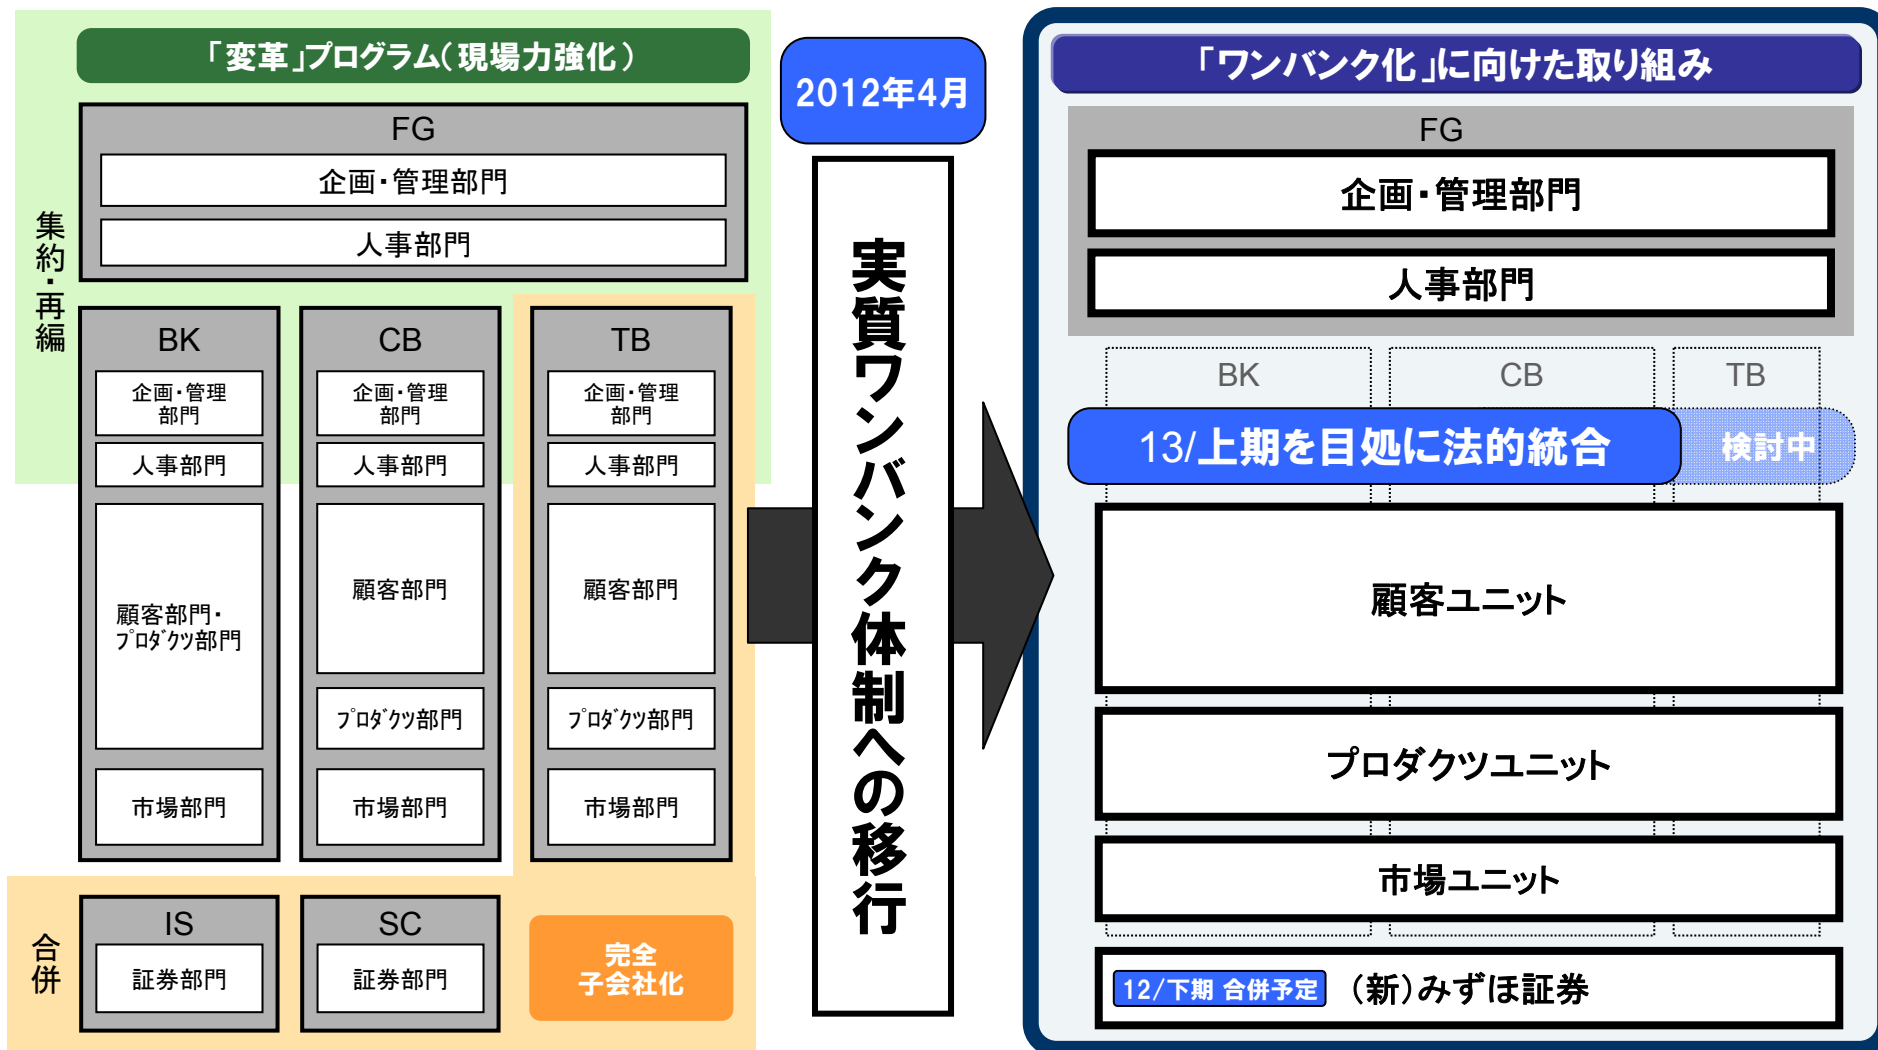 「変革」プログラム（現場力強化）
集約・再編
FG
企画・管理部門
人事部門
BK
企画・管理
部門
人事部門
顧客部門・
ﾌﾟﾛﾀﾞｸﾂ部門
市場部門
CB
企画・管理
部門
人事部門
顧客部門
ﾌﾟﾛﾀﾞｸﾂ部門
市場部門
TB
企画・管理
部門
人事部門
顧客部門
ﾌﾟﾛﾀﾞｸﾂ部門
市場部門
合併
IS
証券部門
SC
証券部門
完全
子会社化
2012年4月
実質ワンバンク体制への移行
「ワンバンク化」に向けた取り組み
FG
企画・管理部門
人事部門
BK
CB
TB
13/上期を目処に法的統合
検討中
顧客ユニット
プロダクツユニット
市場ユニット
12/下期 合併予定
（新）みずほ証券